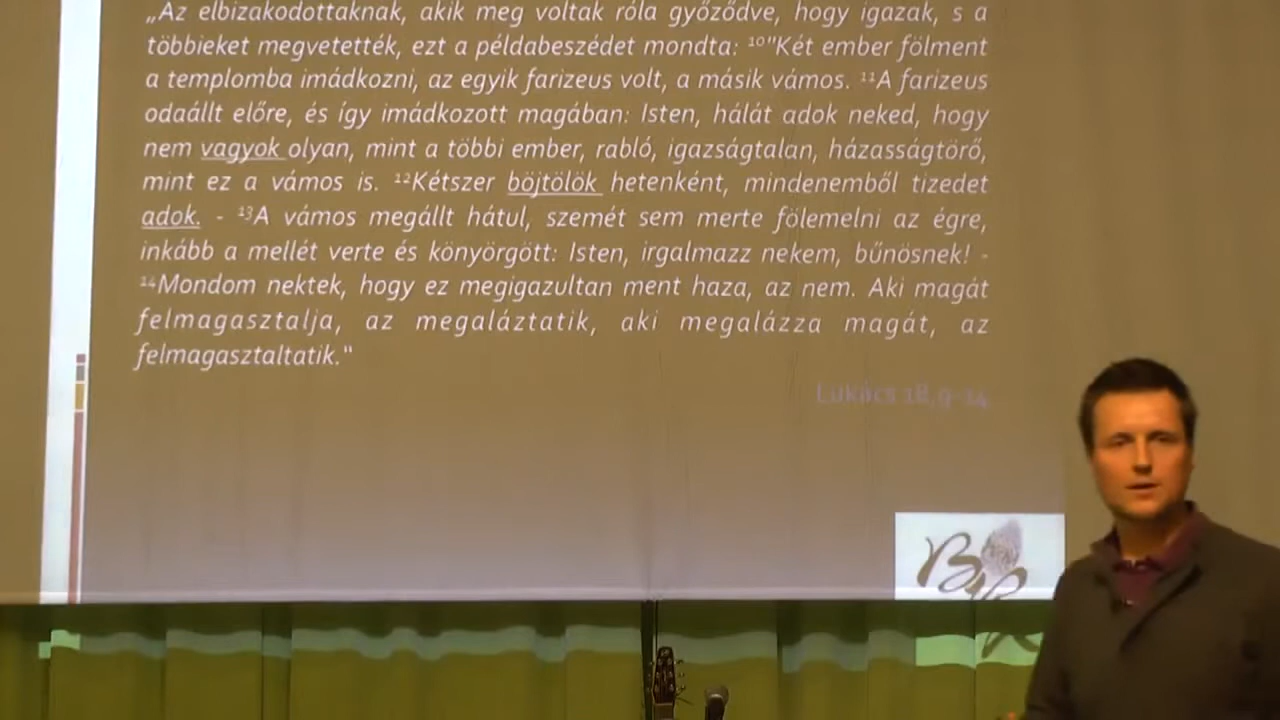 „Az elbizakodottaknak, akik meg voltak róla győződve, hogy igazak, s a
többieket megvetették, ezt a példabeszédet mondta: ¹⁰"Két ember fölment
a templomba imádkozni, az egyik farizeus volt, a másik vámos. ¹¹A farizeus
odaállt előre, és így imádkozott magában: Isten, hálát adok neked, hogy
nem vagyok olyan, mint a többi ember, rabló, igazságtalan, házasságtörő,
mint ez a vámos is. ¹²Kétszer böjtölök hetenként, mindenemből tizedet
adok. - ¹³A vámos megállt hátul, szemét sem merte fölemelni az égre,
inkább a mellét verte és könyörgött: Isten, irgalmazz nekem, bűnösnek! -
¹⁴Mondom nektek, hogy ez megigazultan ment haza, az nem. Aki magát
felmagasztalja, az megaláztatik, aki megalázza magát, az
felmagasztaltatik."
Lukács 18,9-14